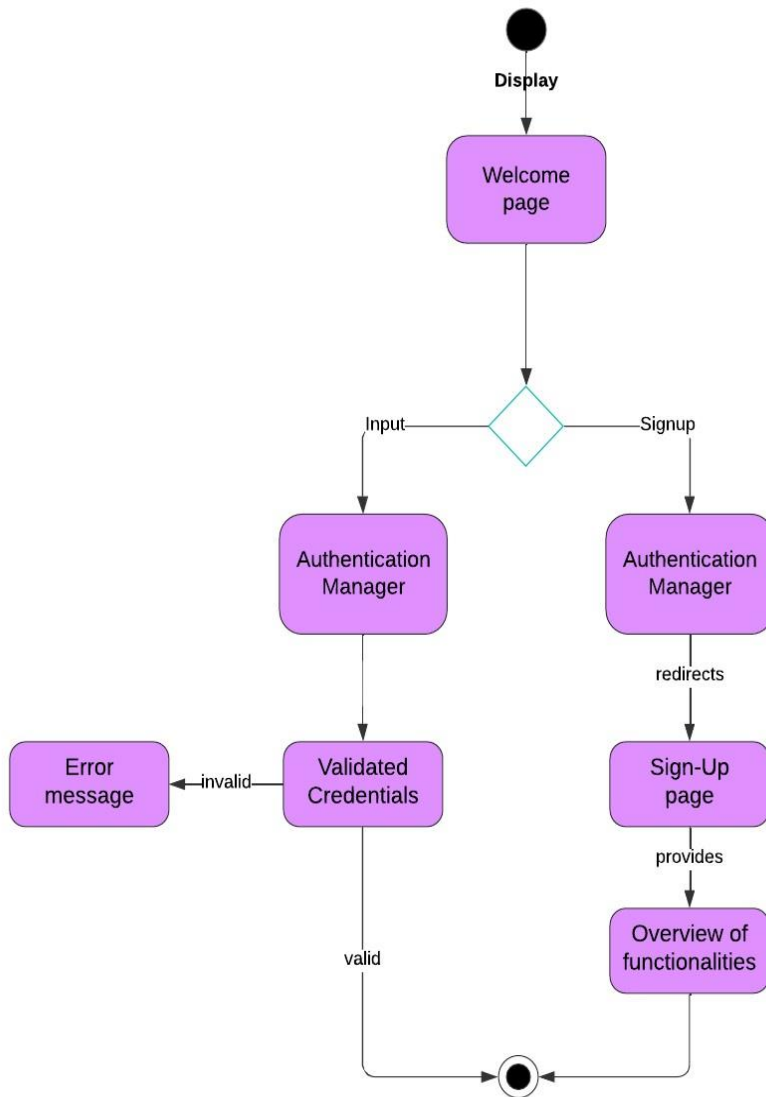 Display
Welcome
page
Input
Signup
Authentication
Manager
Authentication
Manager
redirects
Error
message
invalid
Validated
Credentials
Sign-Up
page
provides
Overview of
functionalities
valid